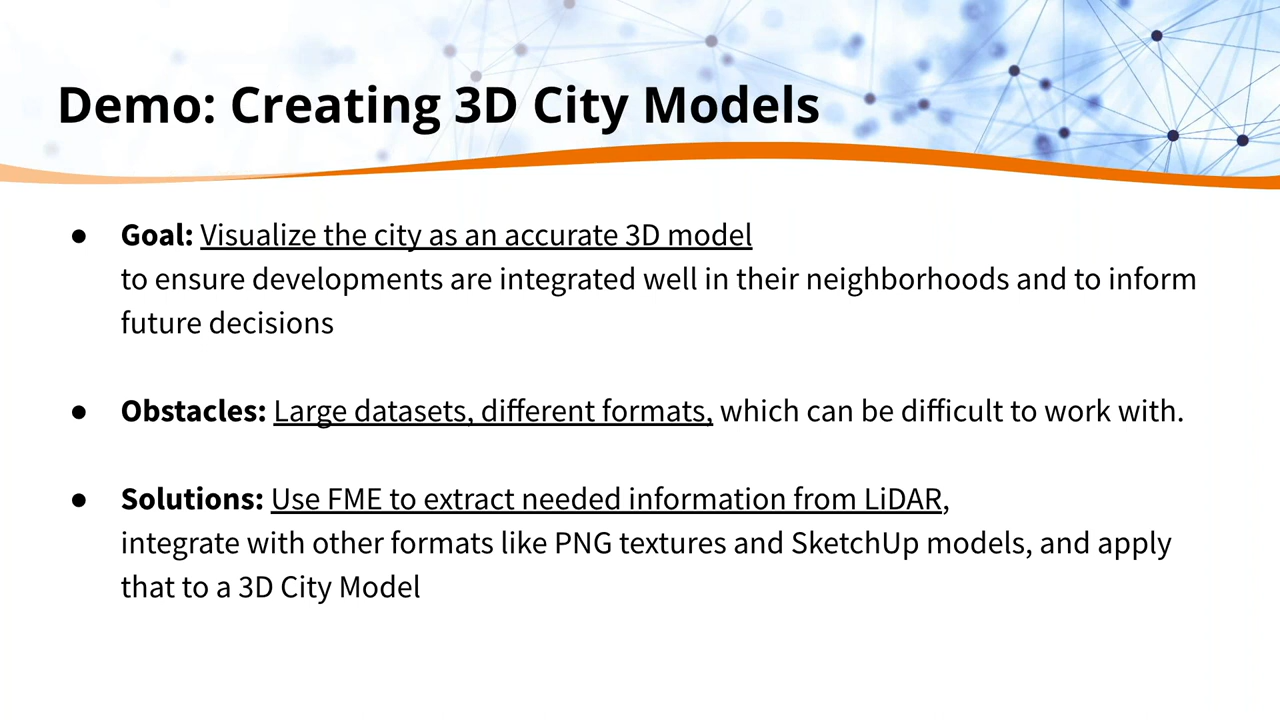 Demo: Creating 3D City Models
● Goal: Visualize the city as an accurate 3D model
to ensure developments are integrated well in their neighborhoods and to inform
future decisions
● Obstacles: Large datasets, different formats, which can be difficult to work with.
● Solutions: Use FME to extract needed information from LiDAR,
integrate with other formats like PNG textures and SketchUp models, and apply
that to a 3D City Model